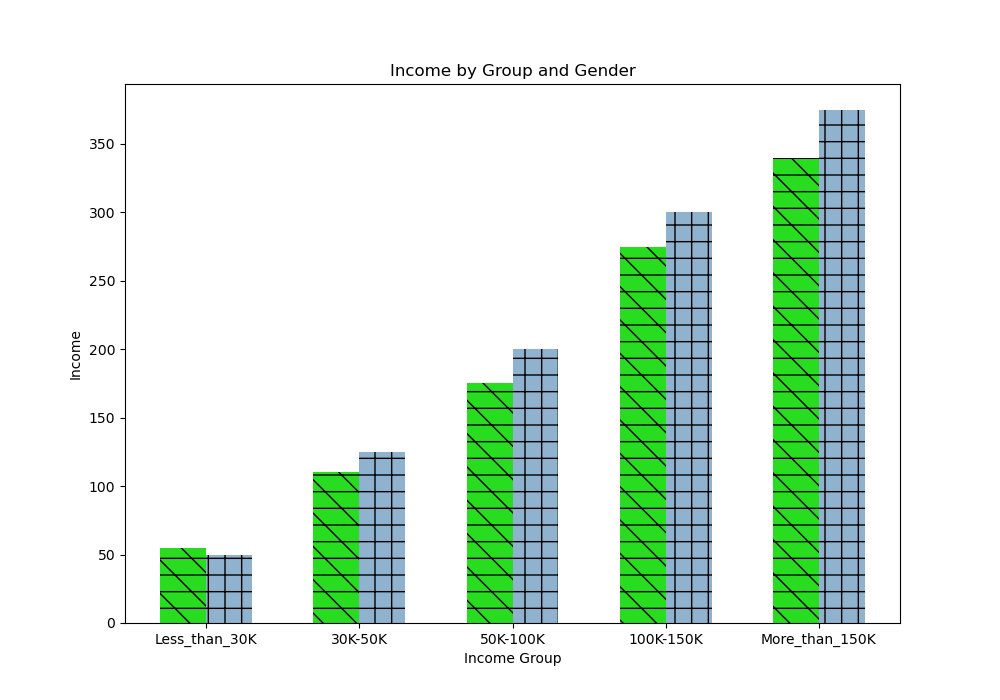 Income by Group and Gender
Income
350
300
250
200
150
100
50
0
Less_than_30K
30K-50K
50K-100K
100K-150K
More_than_150K
Income Group